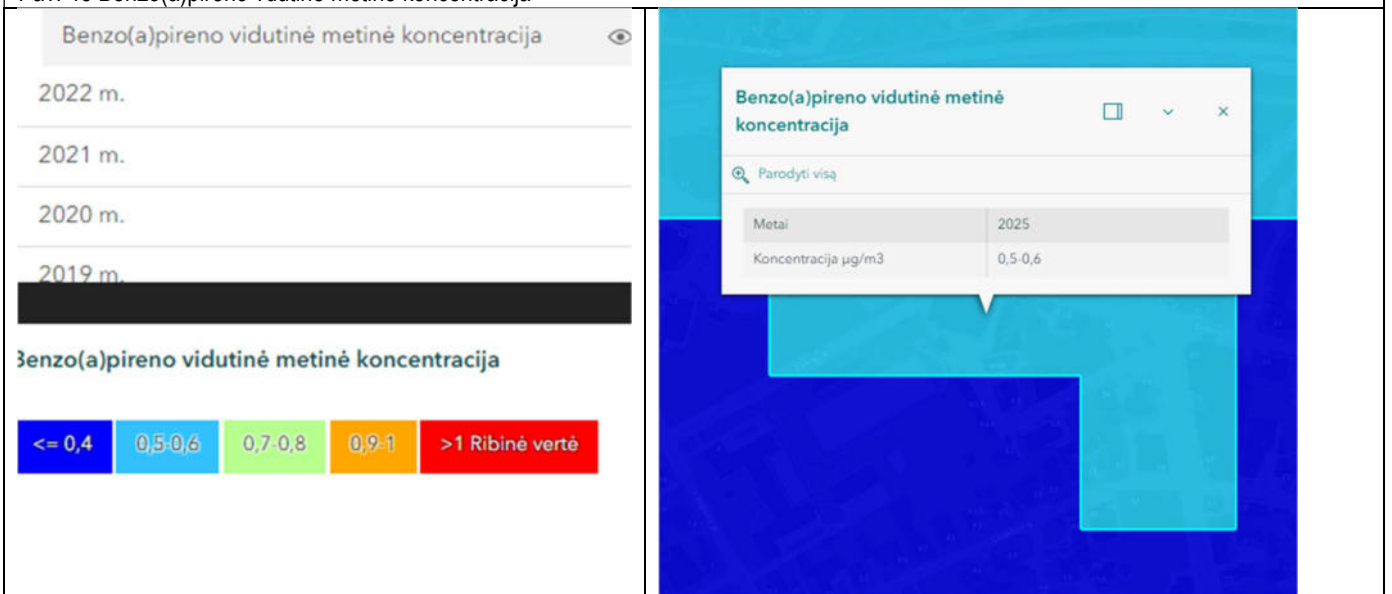 Benzo(a)pireno vidutinė metinė koncentracija
2022 m.
2021 m.
2020 m.
2019 m.
Benzo(a)pireno vidutinė metinė koncentracija
<= 0,4
0,5-0,6
0,7-0,8
0,9-1
>1 Ribinė vertė
Benzo(a)pireno vidutinė metinė
koncentracija
Parodyti visą
Metai 2025
Koncentracija µg/m3 0,5-0,6